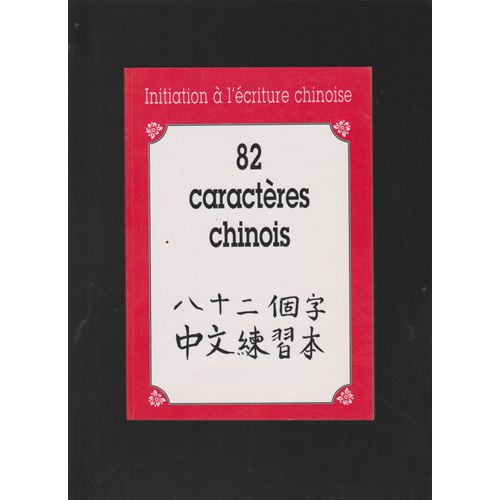 Initiation à l'écriture chinoise
82
caractères
chinois
八十二個字
中文練習本